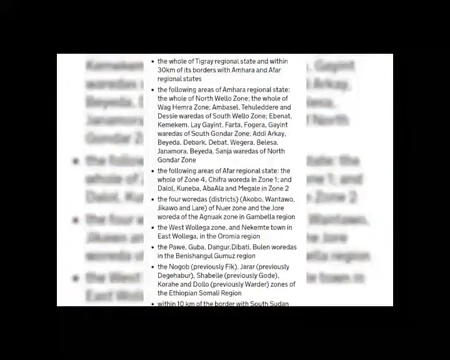 • the whole of Tigray regional state and within
30km of its borders with Amhara and Afar
regional states
• the following areas of Amhara regional state:
the whole of North Wello Zone; the whole of
Wag Hemra Zone; Ambasel, Tehuleddere and
Dessie woredas of South Wello Zone; Ebenat,
Kemekem, Lay Gayint, Farta, Fogera, Gayint
woredas of South Gondar Zone; Addi Arkay,
Beyeda, Debark, Debat, Wegera, Belesa,
Janamora, Beyeda, Sanja woredas of North
Gondar Zone
• the following areas of Afar regional state: the
whole of Zone 4, Chifra woreda in Zone 1; and
Dalol, Kuneba, AbaAla and Megale in Zone 2
• the four woredas (districts) (Akobo, Wantawo,
Jikawo and Lare) of Nuer zone and the Jore
woreda of the Agnuak zone in Gambella region
• the West Wollega zone, and Nekemte town in
East Wollega, in the Oromia region
• the Pawe, Guba, Dangur,Dibati, Bulen woredas
in the Benishangul Gumuz region
• the Nogob (previously Fik), Jarar (previously
Degehabur), Shabelle (previously Gode),
Korahe and Dollo (previously Warder) zones of
the Ethiopian Somali Region
• within 10 km of the border with South Sudan